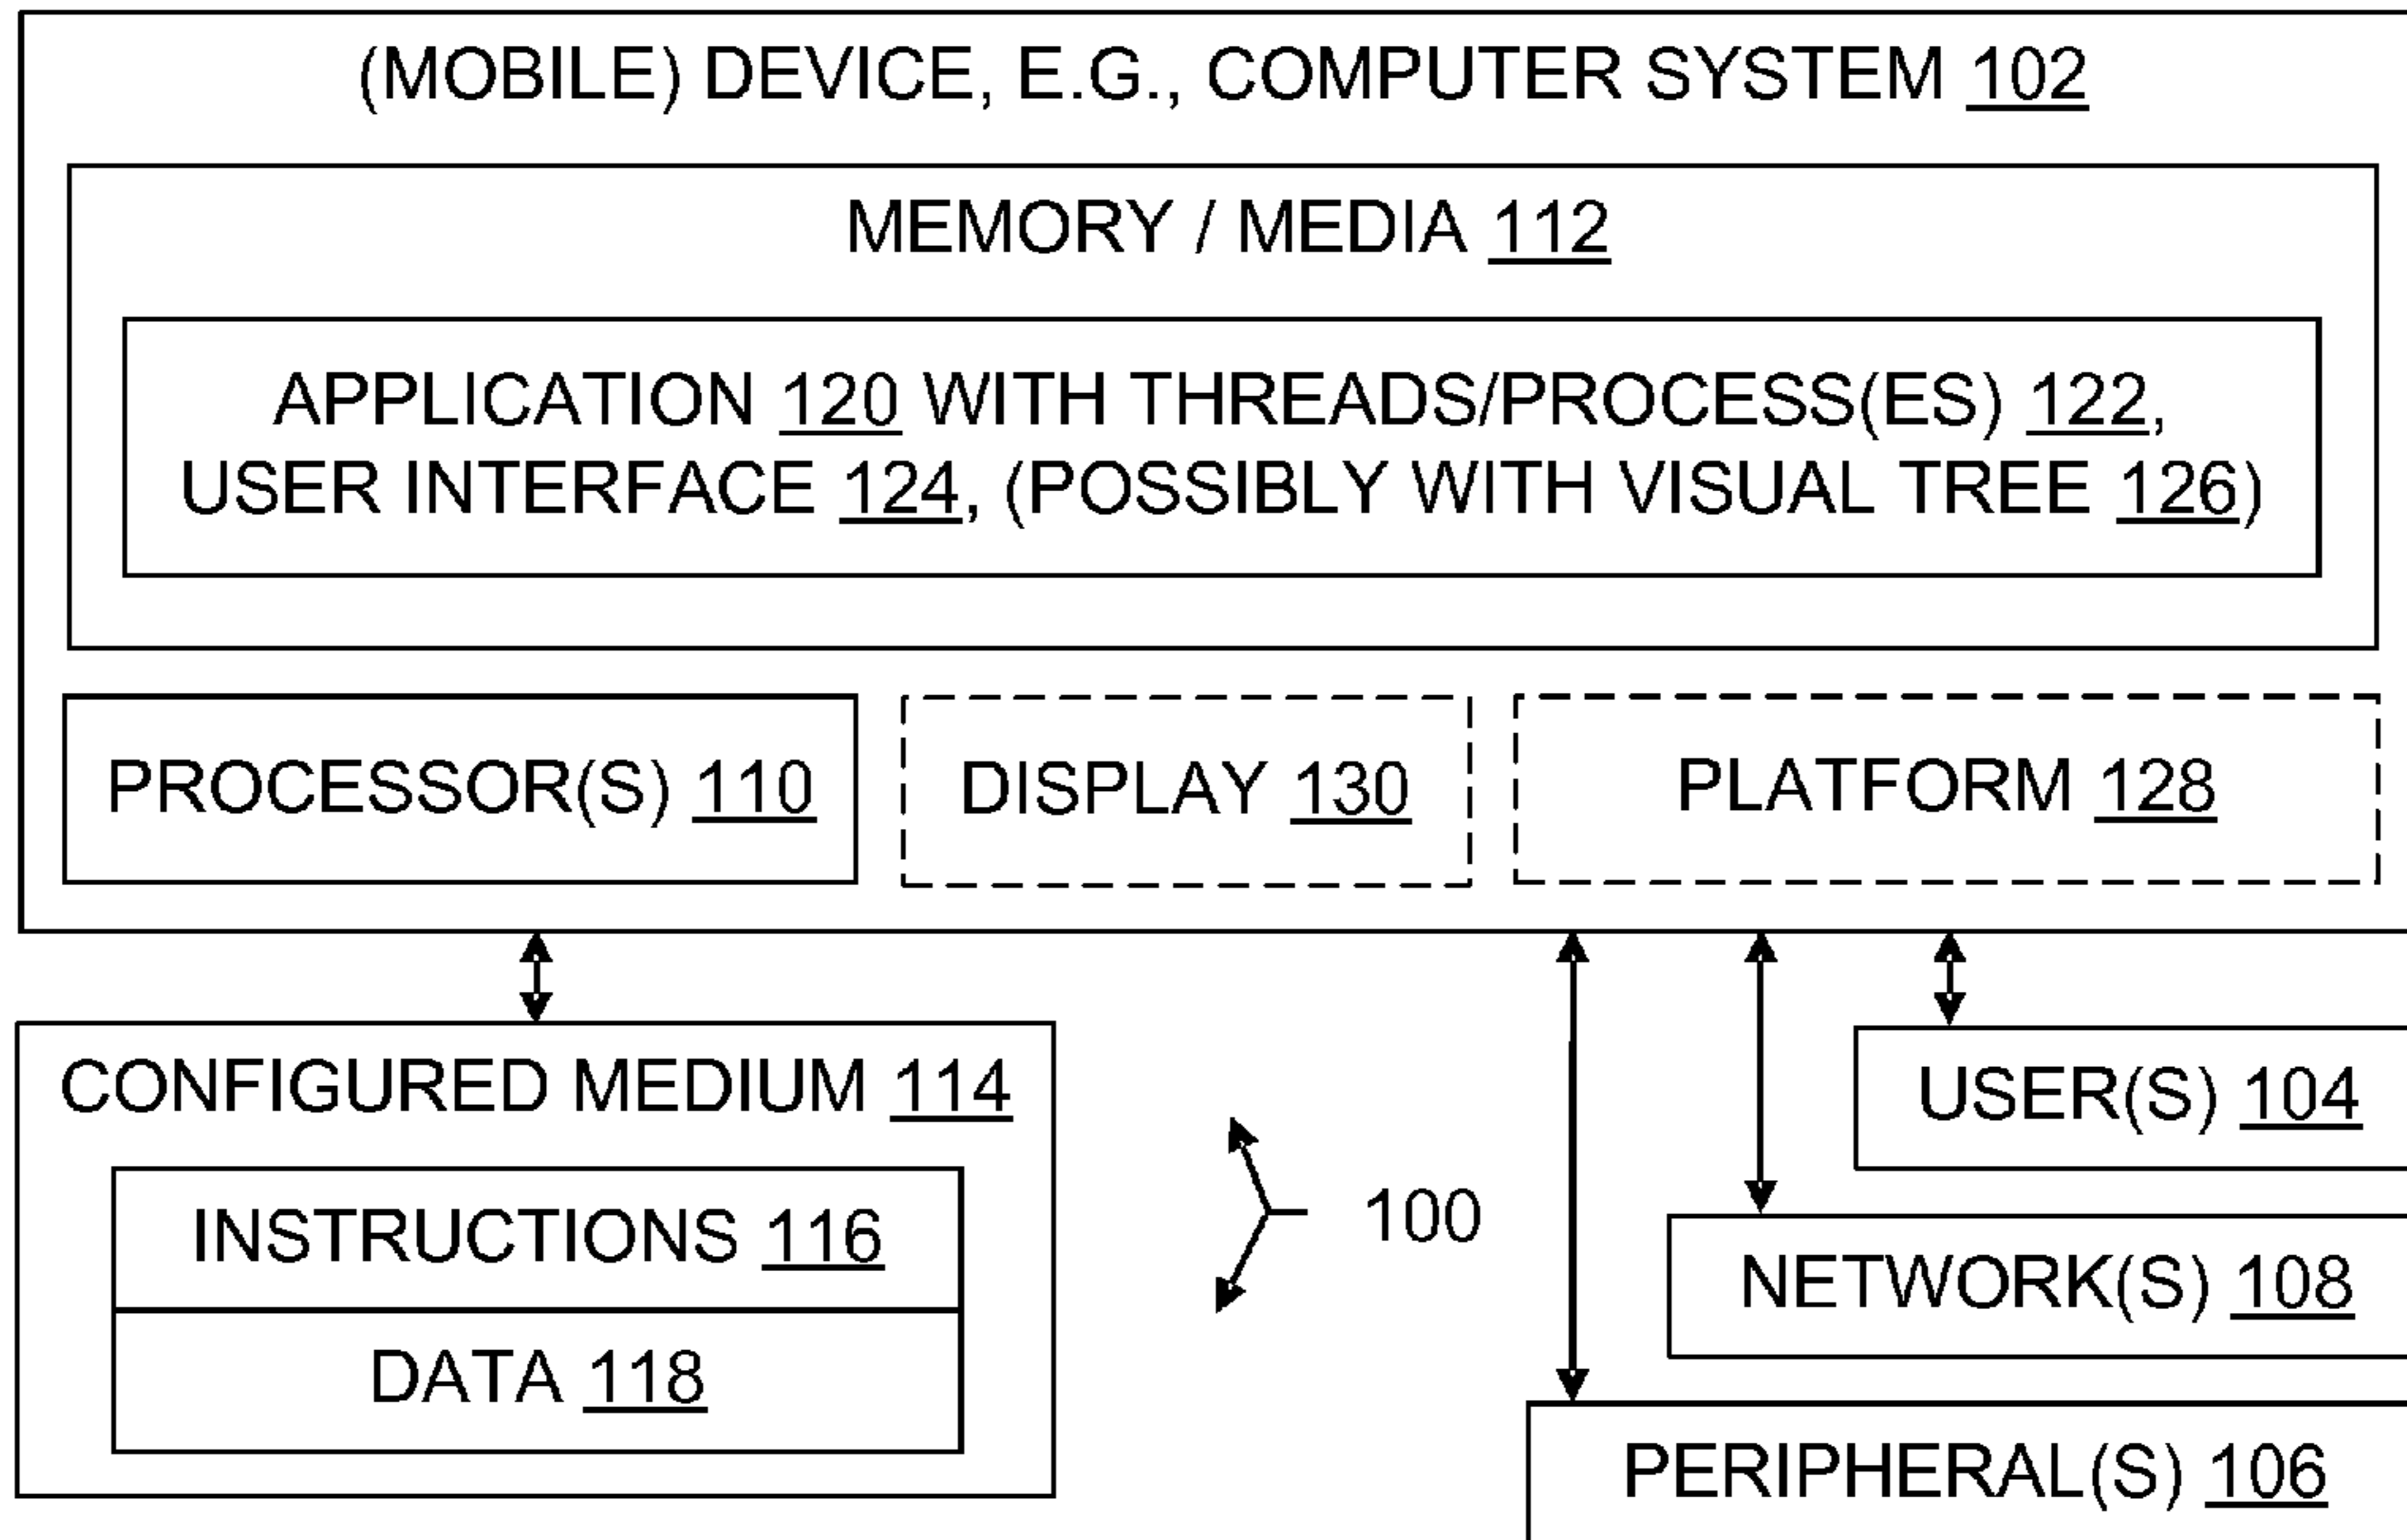 (MOBILE) DEVICE, E.G., COMPUTER SYSTEM 102
MEMORY / MEDIA 112
APPLICATION 120 WITH THREADS/PROCESS(ES) 122,
USER INTERFACE 124, (POSSIBLY WITH VISUAL TREE 126)
PROCESSOR(S) 110
DISPLAY 130
PLATFORM 128
CONFIGURED MEDIUM 114
INSTRUCTIONS 116
DATA 118
100
USER(S) 104
NETWORK(S) 108
PERIPHERAL(S) 106